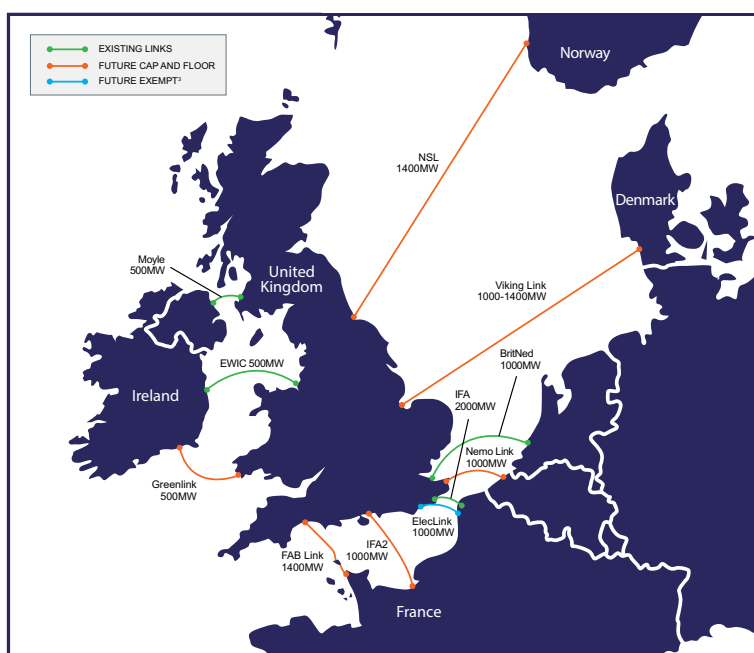 EXISTING LINKS
FUTURE CAP AND FLOOR
FUTURE EXEMPT³
Norway
NSL
1400MW
Denmark
Moyle
500MW
United
Kingdom
Viking Link
1000-1400MW
BritNed
1000MW
EWIC 500MW
IFA
2000MW
Ireland
Nemo Link
1000MW
Greenlink
500MW
ElecLink
1000MW
IFA2
1000MW
FAB Link
1400MW
France